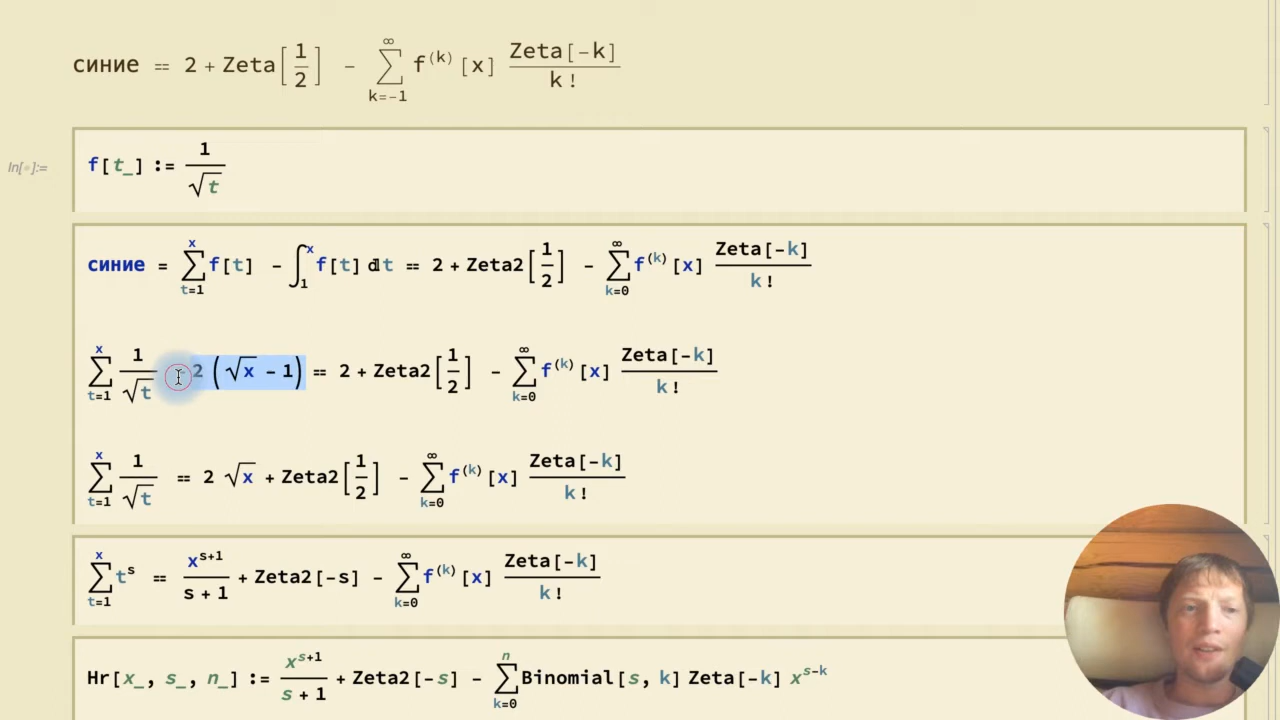 синие == 2 + Zeta[1/2] - ∑_{k=-1}^{∞} f^(k)[x] Zeta[-k]/k!
In[•]:= f[t_] := 1/√t
синие = ∑_{t=1}^{x} f[t] - ∫_1^x f[t] ⅆt == 2 + Zeta2[1/2] - ∑_{k=0}^{∞} f^(k)[x] Zeta[-k]/k!
∑_{t=1}^{x} 1/√t - 2 (√x - 1) == 2 + Zeta2[1/2] - ∑_{k=0}^{∞} f^(k)[x] Zeta[-k]/k!
∑_{t=1}^{x} 1/√t == 2 √x + Zeta2[1/2] - ∑_{k=0}^{∞} f^(k)[x] Zeta[-k]/k!
∑_{t=1}^{x} t^s == x^{s+1}/(s + 1) + Zeta2[-s] - ∑_{k=0}^{∞} f^(k)[x] Zeta[-k]/k!
Hr[x_, s_, n_] := x^{s+1}/(s + 1) + Zeta2[-s] - ∑_{k=0}^{n} Binomial[s, k] Zeta[-k] x^{s-k}